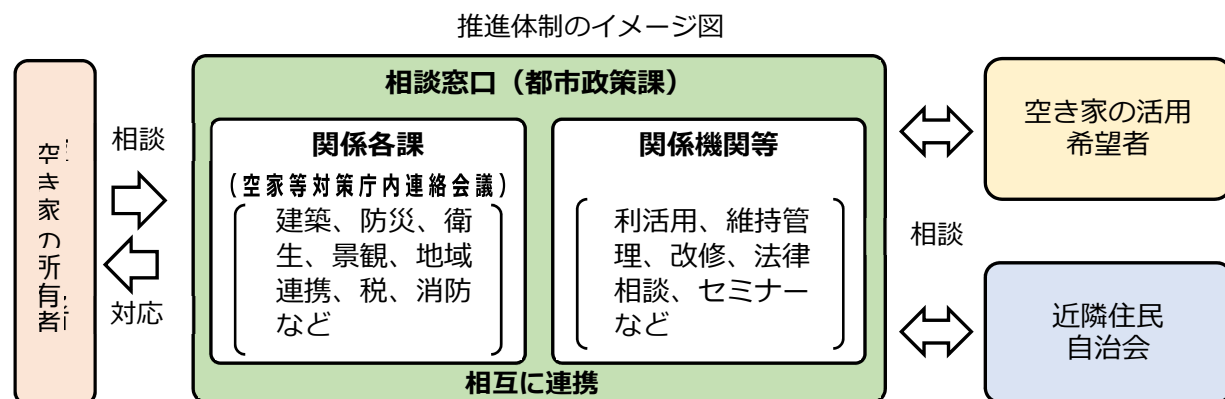 推進体制のイメージ図
空き家の所有者
相談
対応
相談窓口（都市政策課）
関係各課
（空家等対策庁内連絡会議）
建築、防災、衛
生、景観、地域
連携、税、消防
など
関係機関等
利活用、維持管
理、改修、法律
相談、セミナー
など
相互に連携
相談
空き家の活用
希望者
近隣住民
自治会